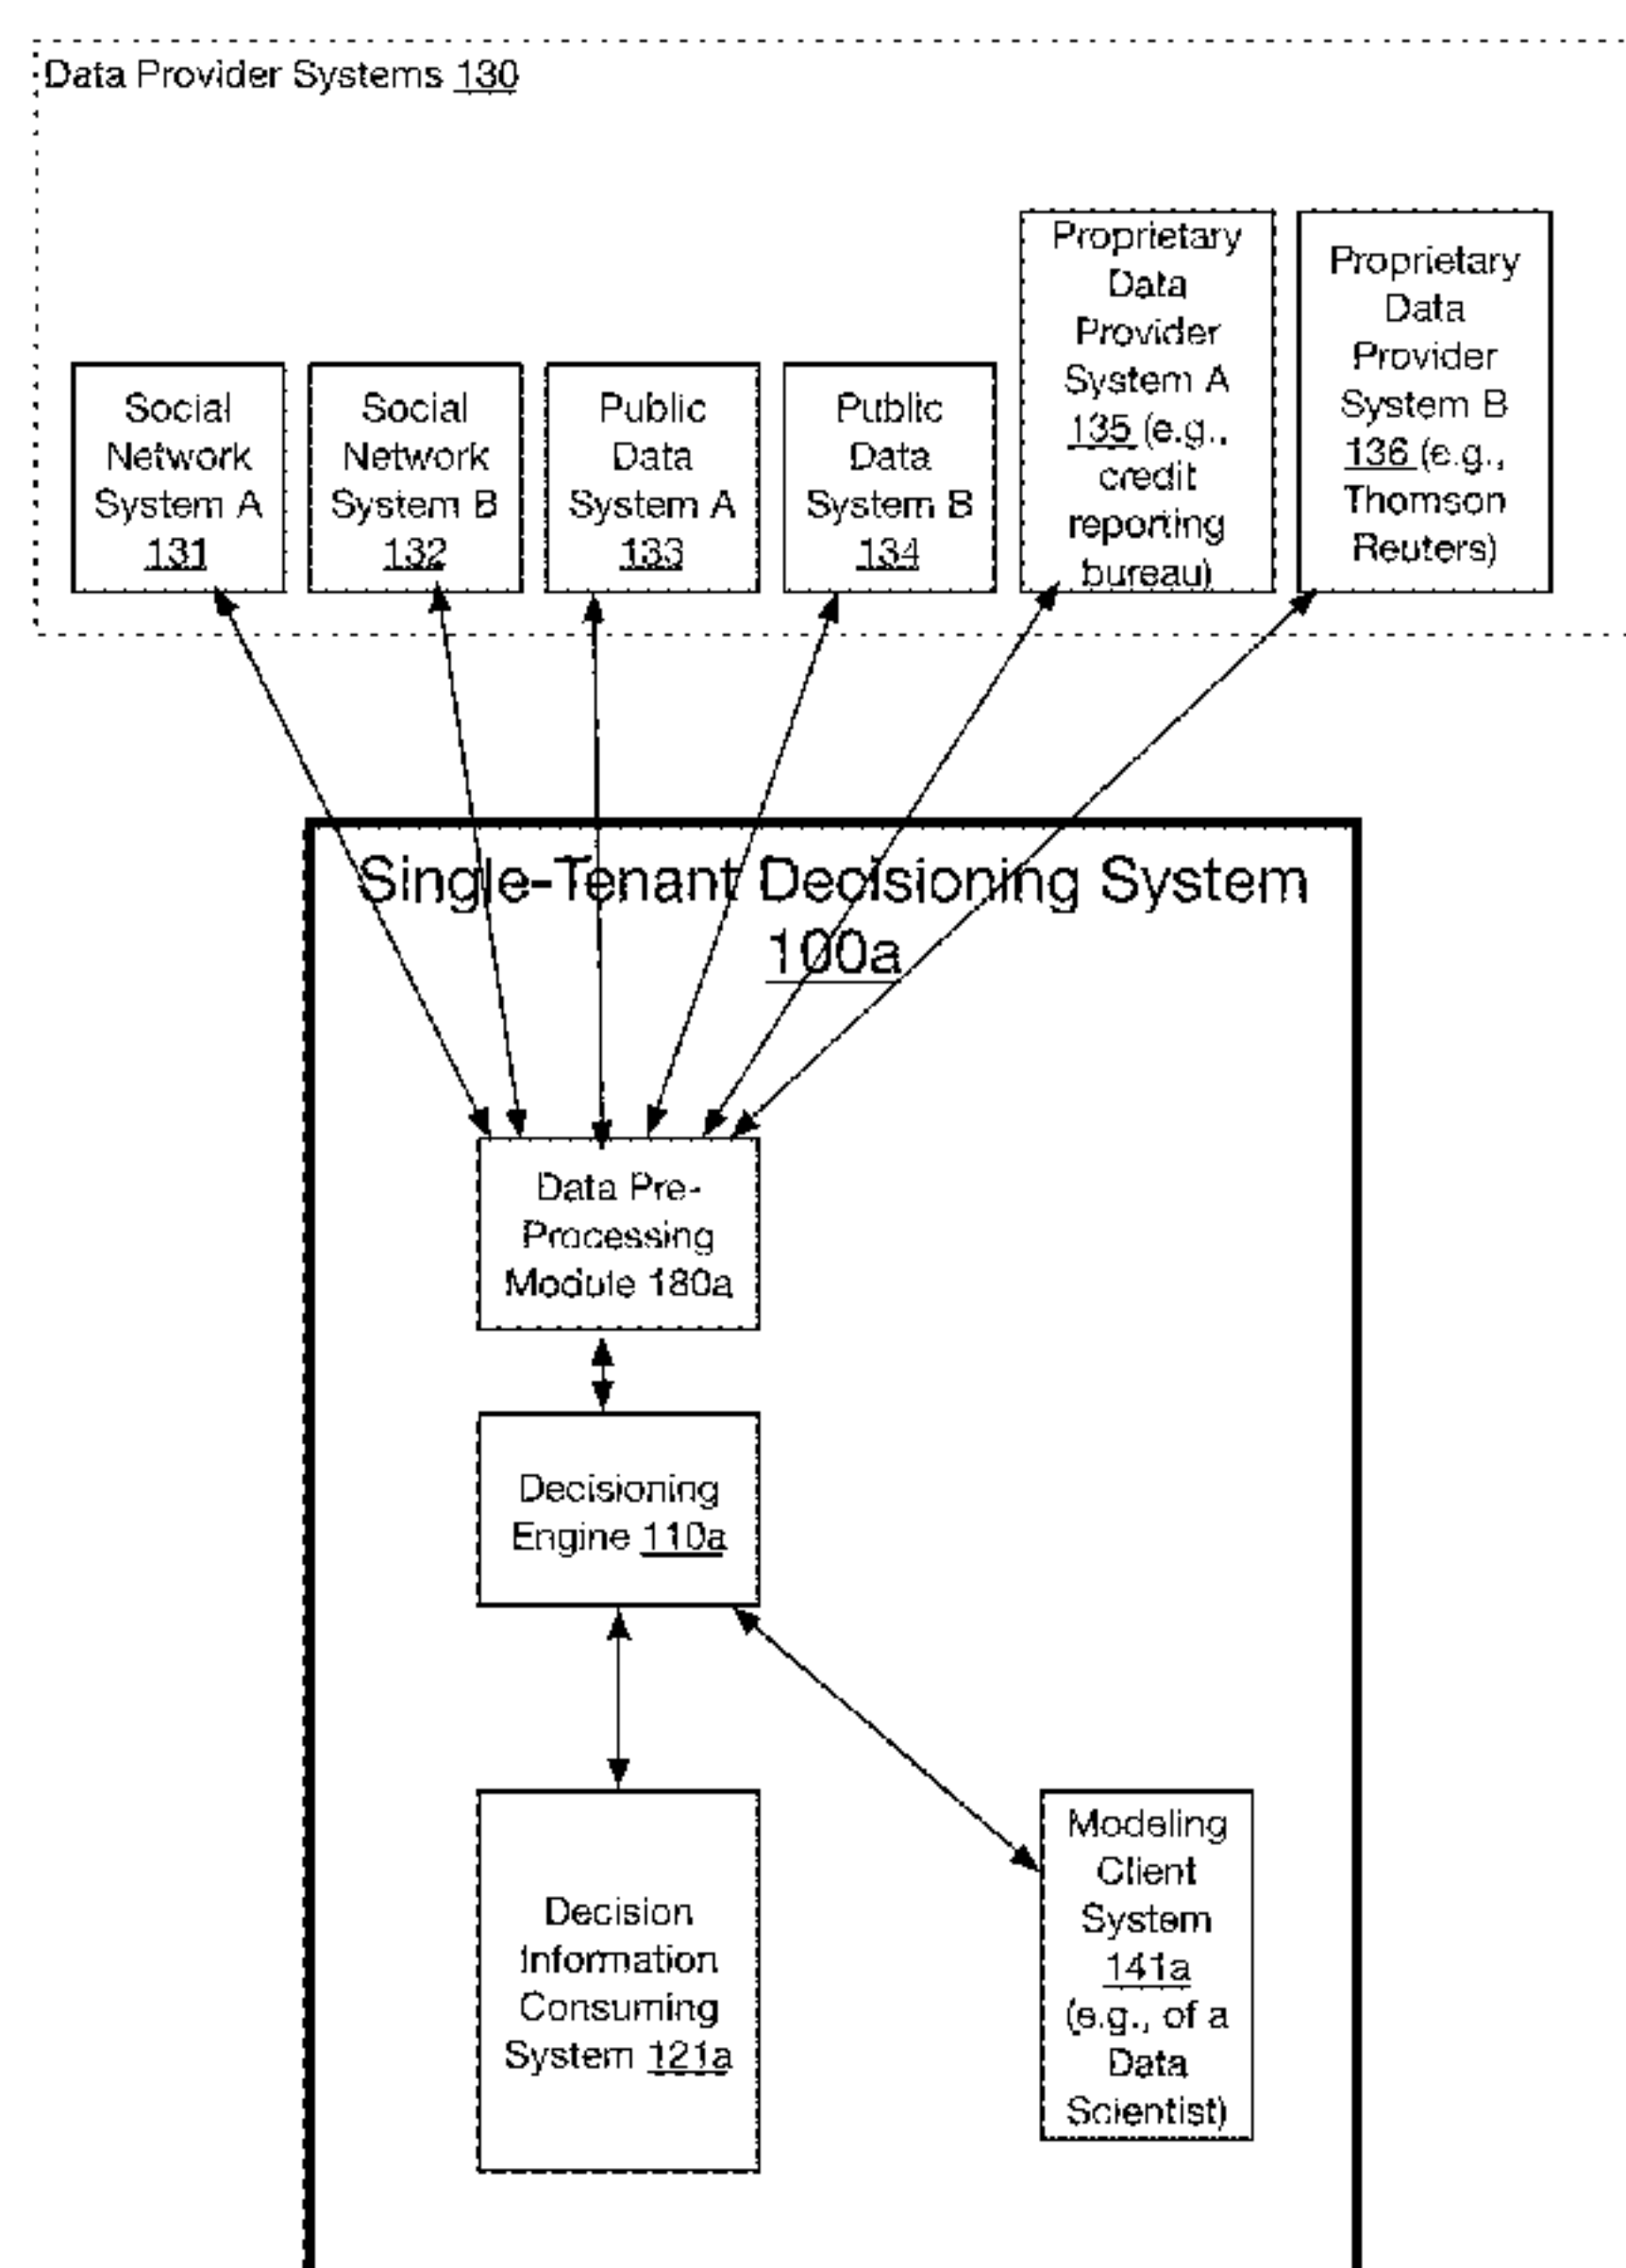 Data Provider Systems 130
Social
Network
System A
131
Social
Network
System B
132
Public
Data
System A
133
Public
Data
System B
134
Proprietary
Data
Provider
System A
135 (e.g.,
credit
reporting
bureau)
Proprietary
Data
Provider
System B
136 (e.g.,
Thomson
Reuters)
Single-Tenant Decisioning System
100a
Data Pre-
Processing
Module 180a
Decisioning
Engine 110a
Decision
Information
Consuming
System 121a
Modeling
Client
System
141a
(e.g., of a
Data
Scientist)